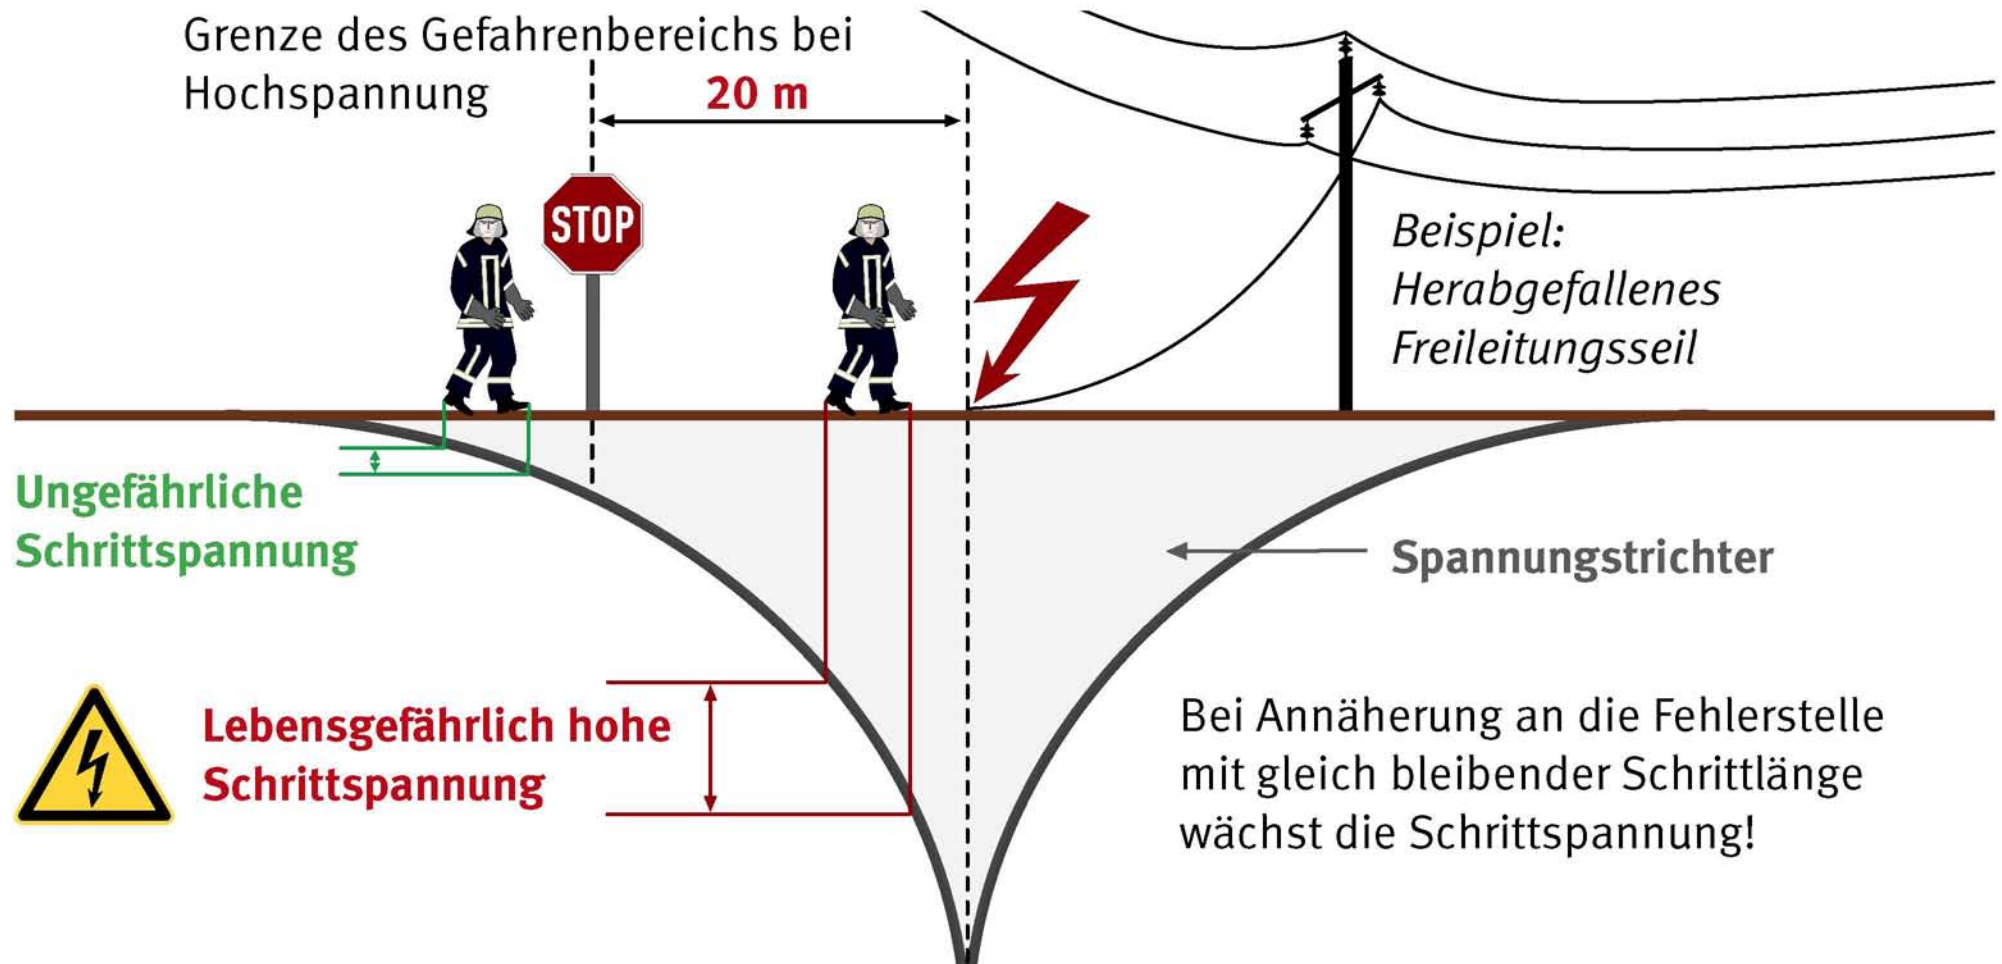 Grenze des Gefahrenbereichs bei
Hochspannung
20 m
STOP
Beispiel:
Herabgefallenes
Freileitungsseil
Ungefährliche
Schrittspannung
Spannungstrichter
Lebensgefährlich hohe
Schrittspannung
Bei Annäherung an die Fehlerstelle
mit gleich bleibender Schrittlänge
wächst die Schrittspannung!